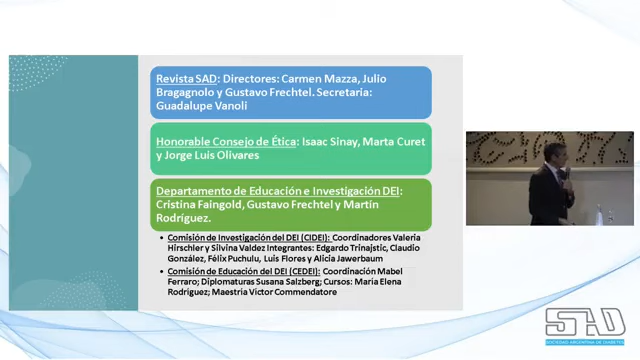 Revista SAD: Directores: Carmen Mazza, Julio
Bragagnolo y Gustavo Frechtel. Secretaria:
Guadalupe Vanoli
Honorable Consejo de Ética: Isaac Sinay, Marta Curet
y Jorge Luis Olivares
Departamento de Educación e Investigación DEI:
Cristina Faingold, Gustavo Frechtel y Martín
Rodríguez.
• Comisión de Investigación del DEI (CIDEI): Coordinadores Valeria
Hirschler y Silvina Valdez Integrantes: Edgardo Trinajstic, Claudio
González, Félix Puchulu, Luis Flores y Alicia Jawerbaum
• Comisión de Educación del DEI (CEDEI): Coordinación Mabel
Ferraro; Diplomaturas Susana Salzberg; Cursos: María Elena
Rodríguez; Maestría Víctor Commendatore
SAD
SOCIEDAD ARGENTINA DE DIABETES